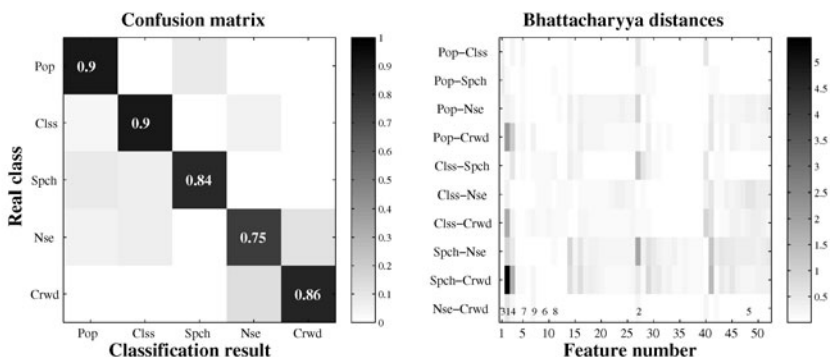 Confusion matrix
Pop
Clss
Spch
Nse
Crwd
Real class
0.9
0.9
0.84
0.75
0.86
Pop Clss Spch Nse Crwd
Classification result
1
0.9
0.8
0.7
0.6
0.5
0.4
0.3
0.2
0.1
0
Bhattacharyya distances
Pop–Clss
Pop–Spch
Pop–Nse
Pop–Crwd
Clss–Spch
Clss–Nse
Clss–Crwd
Spch–Nse
Spch–Crwd
Nse–Crwd
314 7 9 6 8 2 5
1 5 10 15 20 25 30 35 40 45 50
Feature number
5
4.5
4
3.5
3
2.5
2
1.5
1
0.5